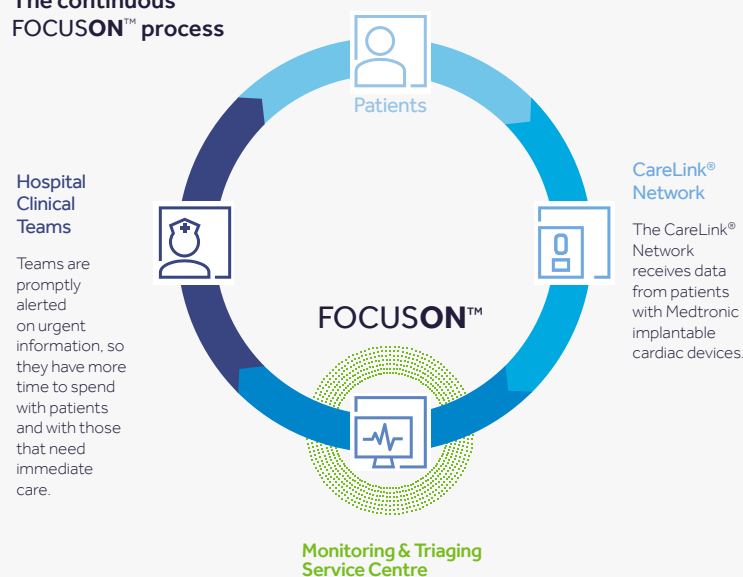 The continuous
FOCUSON™ process
Patients
Hospital
Clinical
Teams
Teams are
promptly
alerted
on urgent
information, so
they have more
time to spend
with patients
and with those
that need
immediate
care.
CareLink®
Network
The CareLink®
Network
receives data
from patients
with Medtronic
implantable
cardiac devices.
FOCUSON™
Monitoring & Triaging
Service Centre